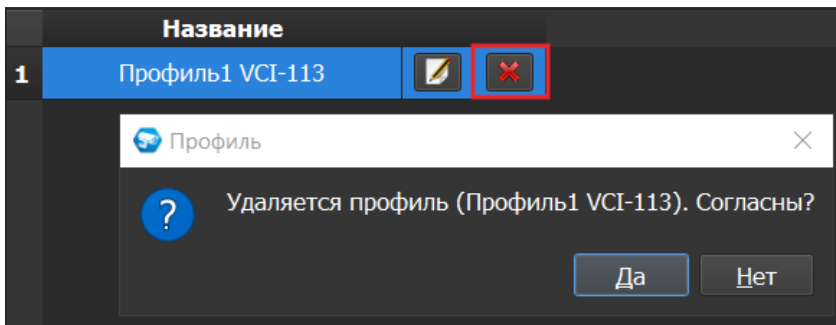 Название
1 Профиль1 VCI-113
Профиль
? Удаляется профиль (Профиль1 VCI-113). Согласны?
Да Нет